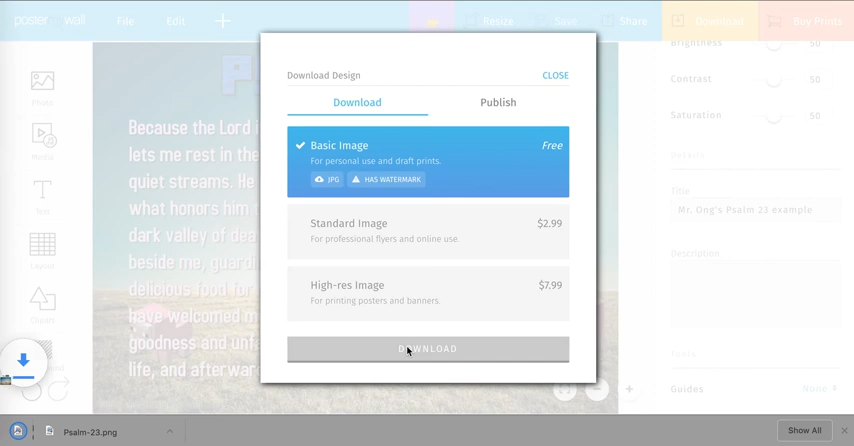 poster my wall
File
Edit
Resize
Save
Share
Download
Buy Prints
Photo
Media
Text
Layout
Clipart
Because the Lord i
lets me rest in the
quiet streams. He
what honors him
dark valley of dea
beside me, guardi
delicious food for
have welcomed m
goodness and unfa
life, and afterward
Download Design
CLOSE
Download
Publish
Basic Image
Free
For personal use and draft prints.
JPG
HAS WATERMARK
Standard Image
$2.99
For professional flyers and online use.
High-res Image
$7.99
For printing posters and banners.
DOWNLOAD
Brightness
50
Contrast
50
Saturation
50
Title
Mr. Ong's Psalm 23 example
Description
Guides
None
Psalm-23.png
Show All